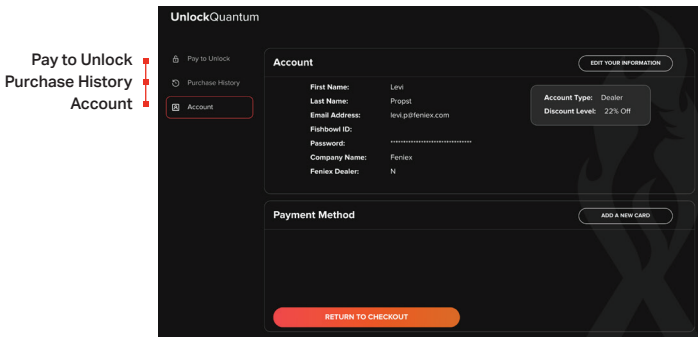 UnlockQuantum
Pay to Unlock
Purchase History
Account
Pay to Unlock
Purchase History
Account
Account
EDIT YOUR INFORMATION
First Name: Levi
Last Name: Propst
Email Address: levi.p@feniex.com
Fishbowl ID:
Password: ********************************
Company Name: Feniex
Feniex Dealer: N
Account Type: Dealer
Discount Level: 22% Off
Payment Method
ADD A NEW CARD
RETURN TO CHECKOUT